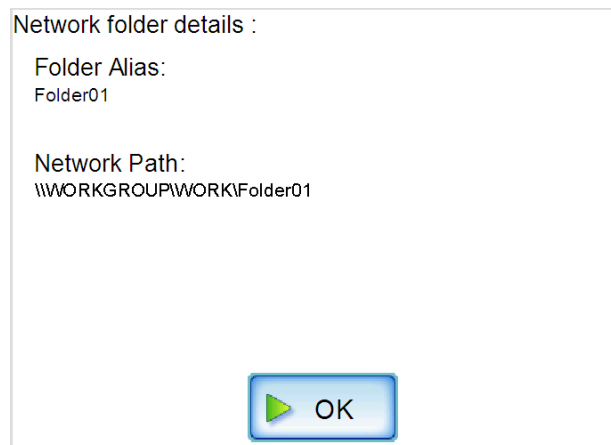 Network folder details :
Folder Alias:
Folder01
Network Path:
\\WORKGROUP\WORK\Folder01
OK